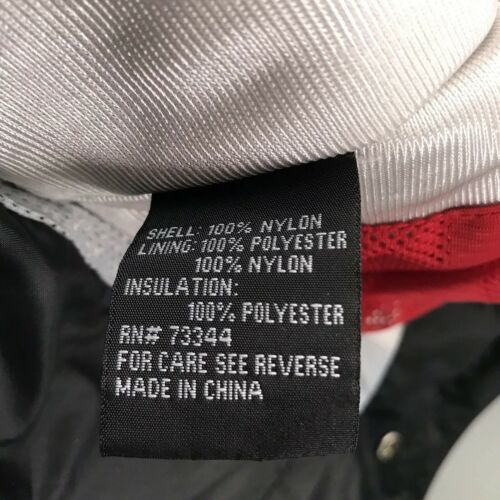 SHELL: 100% NYLON
LINING: 100% POLYESTER
100% NYLON
INSULATION:
100% POLYESTER
RN# 73344
FOR CARE SEE REVERSE
MADE IN CHINA